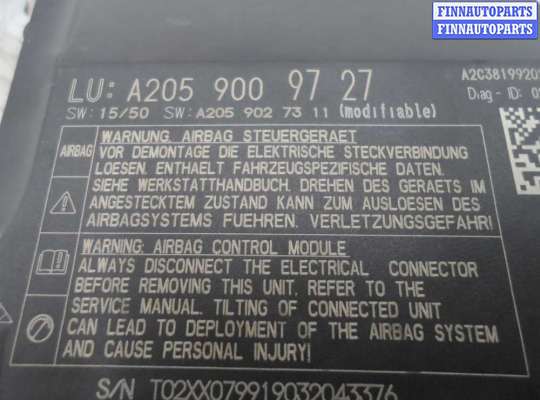 FINNAUTOPARTS
FINNAUTOPARTS
FINNAUTOPARTS
LU: A205 900 97 27
A2C3819920
SW: 15/50 SW: A205 902 73 11 (modifiable)
Diag - ID: 0
WARNUNG. AIRBAG STEUERGERAET
AIRBAG
VOR DEMONTAGE DIE ELEKTRISCHE STECKVERBINDUNG
LOESEN. ENTHAELT FAHRZEUGSPEZIFISCHE DATEN.
SIEHE WERKSTATTHANDBUCH. DREHEN DES GERAETS IM
ANGESTECKTEM ZUSTAND KANN ZUM AUSLOESEN DES
AIRBAGSYSTEMS FUEHREN. VERLETZUNGSGEFAHR!
WARNING: AIRBAG CONTROL MODULE
ALWAYS DISCONNECT THE ELECTRICAL CONNECTOR
BEFORE REMOVING THIS UNIT. REFER TO THE
SERVICE MANUAL. TILTING OF CONNECTED UNIT
CAN LEAD TO DEPLOYMENT OF THE AIRBAG SYSTEM
AND CAUSE PERSONAL INJURY!
S/N T02XX079919032043376